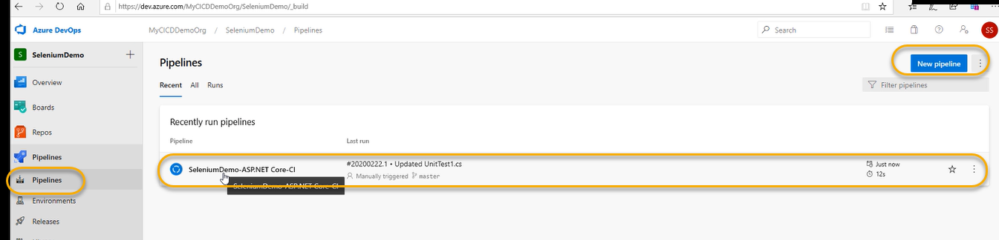 https://dev.azure.com/MyCICDDemoOrg/SeleniumDemo/_build
Azure DevOps
MyCICDDemoOrg / SeleniumDemo / Pipelines
Search
SS
S SeleniumDemo
Overview
Boards
Repos
Pipelines
Pipelines
Environments
Releases
Pipelines
New pipeline
Recent All Runs
Filter pipelines
Recently run pipelines
Pipeline Last run
SeleniumDemo-ASP.NET Core-CI
#20200222.1 • Updated UnitTest1.cs
Manually triggered master
Just now
12s
SeleniumDemo-ASP.NET Core-CI